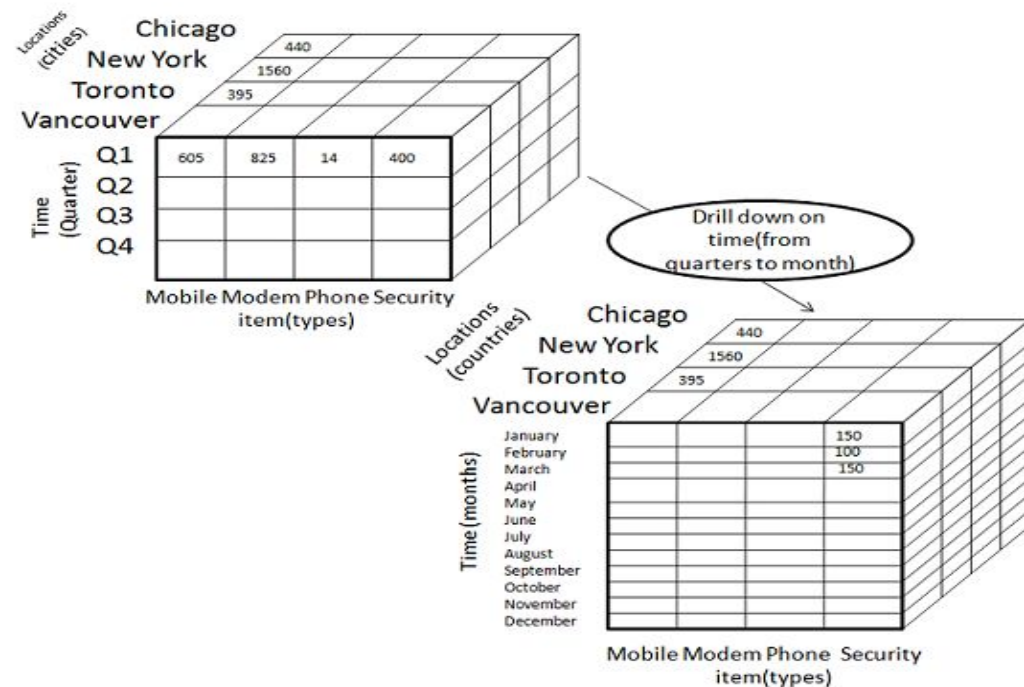 Locations
(cities)
Chicago
New York
Toronto
Vancouver
440
1560
395
Time
(Quarter)
Q1
Q2
Q3
Q4
605 825 14 400
Mobile Modem Phone Security
item(types)
Drill down on
time(from
quarters to month)
Locations
(countries)
Chicago
New York
Toronto
Vancouver
440
1560
395
Time (months)
January 150
February 100
March 150
April
May
June
July
August
September
October
November
December
Mobile Modem Phone Security
item(types)